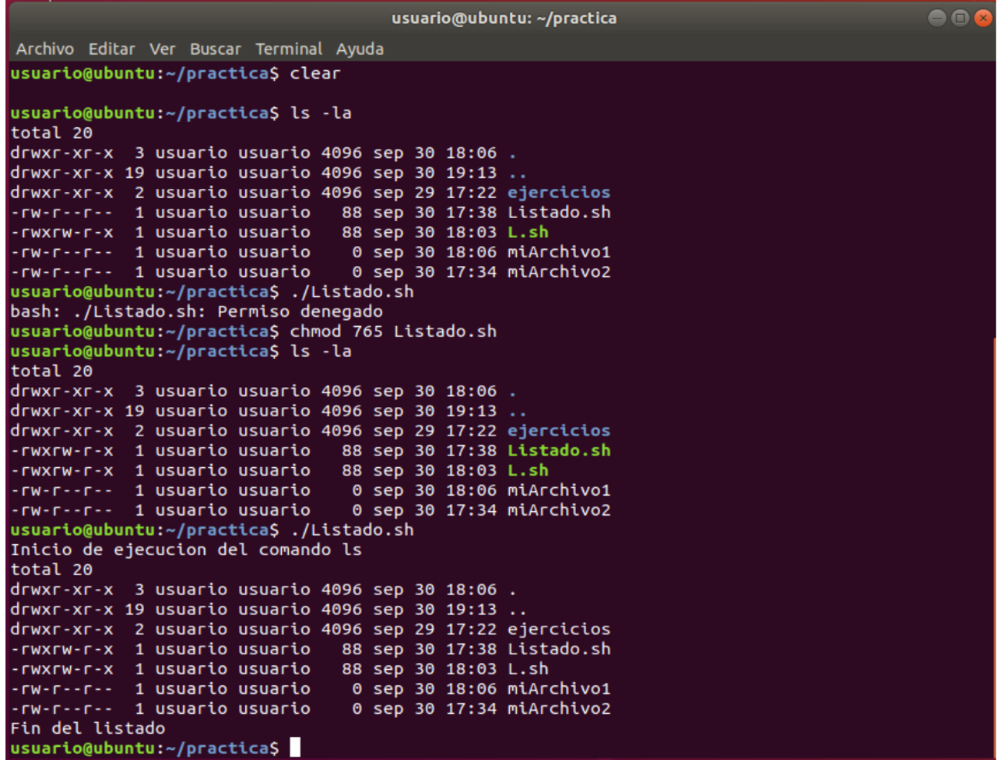 usuario@ubuntu: ~/practica
Archivo Editar Ver Buscar Terminal Ayuda
usuario@ubuntu:~/practica$ clear
usuario@ubuntu:~/practica$ ls -la
total 20
drwxr-xr-x  3 usuario usuario 4096 sep 30 18:06 .
drwxr-xr-x 19 usuario usuario 4096 sep 30 19:13 ..
drwxr-xr-x  2 usuario usuario 4096 sep 29 17:22 ejercicios
-rw-r--r--  1 usuario usuario   88 sep 30 17:38 Listado.sh
-rwxrw-r-x  1 usuario usuario   88 sep 30 18:03 L.sh
-rw-r--r--  1 usuario usuario    0 sep 30 18:06 miArchivo1
-rw-r--r--  1 usuario usuario    0 sep 30 17:34 miArchivo2
usuario@ubuntu:~/practica$ ./Listado.sh
bash: ./Listado.sh: Permiso denegado
usuario@ubuntu:~/practica$ chmod 765 Listado.sh
usuario@ubuntu:~/practica$ ls -la
total 20
drwxr-xr-x  3 usuario usuario 4096 sep 30 18:06 .
drwxr-xr-x 19 usuario usuario 4096 sep 30 19:13 ..
drwxr-xr-x  2 usuario usuario 4096 sep 29 17:22 ejercicios
-rwxrw-r-x  1 usuario usuario   88 sep 30 17:38 Listado.sh
-rwxrw-r-x  1 usuario usuario   88 sep 30 18:03 L.sh
-rw-r--r--  1 usuario usuario    0 sep 30 18:06 miArchivo1
-rw-r--r--  1 usuario usuario    0 sep 30 17:34 miArchivo2
usuario@ubuntu:~/practica$ ./Listado.sh
Inicio de ejecucion del comando ls
total 20
drwxr-xr-x  3 usuario usuario 4096 sep 30 18:06 .
drwxr-xr-x 19 usuario usuario 4096 sep 30 19:13 ..
drwxr-xr-x  2 usuario usuario 4096 sep 29 17:22 ejercicios
-rwxrw-r-x  1 usuario usuario   88 sep 30 17:38 Listado.sh
-rwxrw-r-x  1 usuario usuario   88 sep 30 18:03 L.sh
-rw-r--r--  1 usuario usuario    0 sep 30 18:06 miArchivo1
-rw-r--r--  1 usuario usuario    0 sep 30 17:34 miArchivo2
Fin del listado
usuario@ubuntu:~/practica$